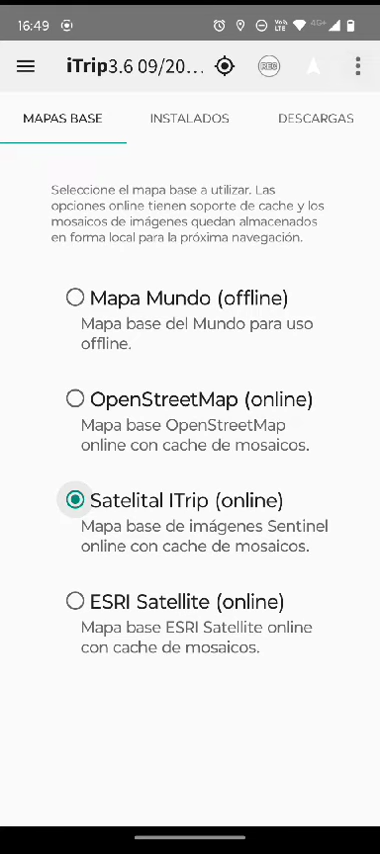 16:49 Vo)) LTE 4G+
iTrip3.6 09/20... REC
MAPAS BASE INSTALADOS DESCARGAS
Seleccione el mapa base a utilizar. Las
opciones online tienen soporte de cache y los
mosaicos de imágenes quedan almacenados
en forma local para la próxima navegación.
Mapa Mundo (offline)
Mapa base del Mundo para uso
offline.
OpenStreetMap (online)
Mapa base OpenStreetMap
online con cache de mosaicos.
Satelital ITrip (online)
Mapa base de imágenes Sentinel
online con cache de mosaicos.
ESRI Satellite (online)
Mapa base ESRI Satellite online
con cache de mosaicos.